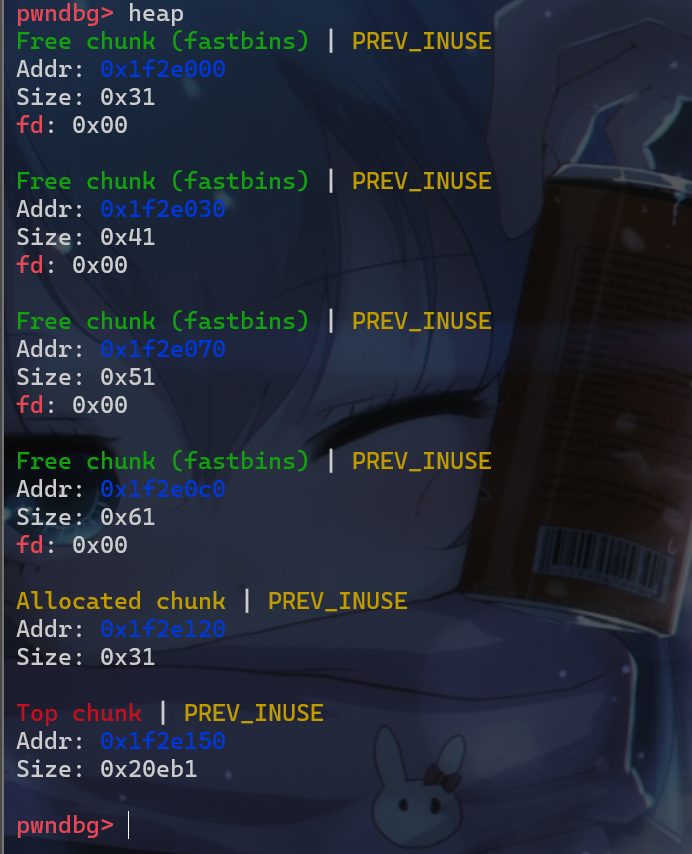 pwndbg> heap
Free chunk (fastbins) | PREV_INUSE
Addr: 0x1f2e000
Size: 0x31
fd: 0x00
Free chunk (fastbins) | PREV_INUSE
Addr: 0x1f2e030
Size: 0x41
fd: 0x00
Free chunk (fastbins) | PREV_INUSE
Addr: 0x1f2e070
Size: 0x51
fd: 0x00
Free chunk (fastbins) | PREV_INUSE
Addr: 0x1f2e0c0
Size: 0x61
fd: 0x00
Allocated chunk | PREV_INUSE
Addr: 0x1f2e120
Size: 0x31
Top chunk | PREV_INUSE
Addr: 0x1f2e150
Size: 0x20eb1
pwndbg>